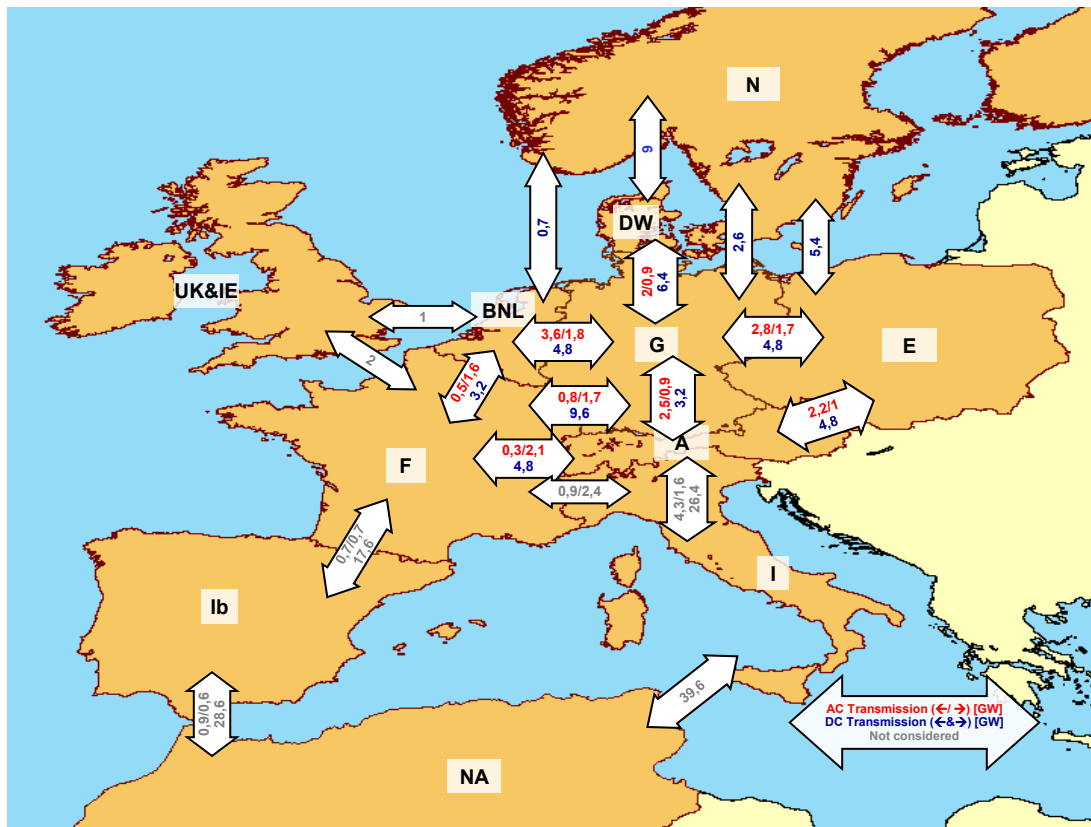 N
9
DW
0,7
2,6
5,4
UK&IE
BNL
2/0,9
6,4
1
3,6/1,8
4,8
G
2,8/1,7
4,8
E
2
0,5/1,6
3,2
0,8/1,7
9,6
2,5/0,9
3,2
2,2/1
4,8
A
0,3/2,1
4,8
F
0,9/2,4
4,3/1,6
26,4
0,7/0,7
17,6
I
Ib
39,6
0,9/0,6
28,6
AC Transmission (←/ →) [GW]
DC Transmission (←&→) [GW]
Not considered
NA